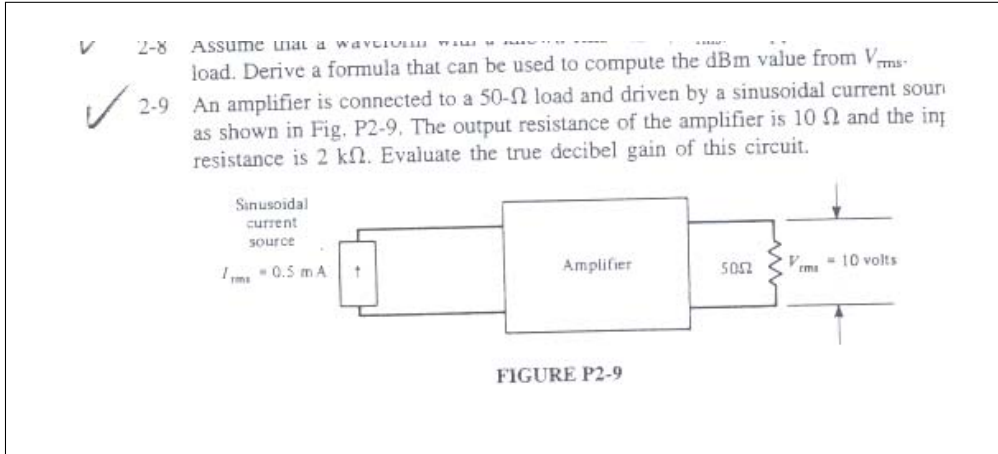 2-8 Assume that a waveform with a known
load. Derive a formula that can be used to compute the dBm value from Vrms.
2-9 An amplifier is connected to a 50-Ω load and driven by a sinusoidal current sour
as shown in Fig. P2-9. The output resistance of the amplifier is 10 Ω and the inp
resistance is 2 kΩ. Evaluate the true decibel gain of this circuit.
Sinusoidal
current
source
Irms = 0.5 mA
Amplifier
50Ω
Vrms = 10 volts
FIGURE P2-9